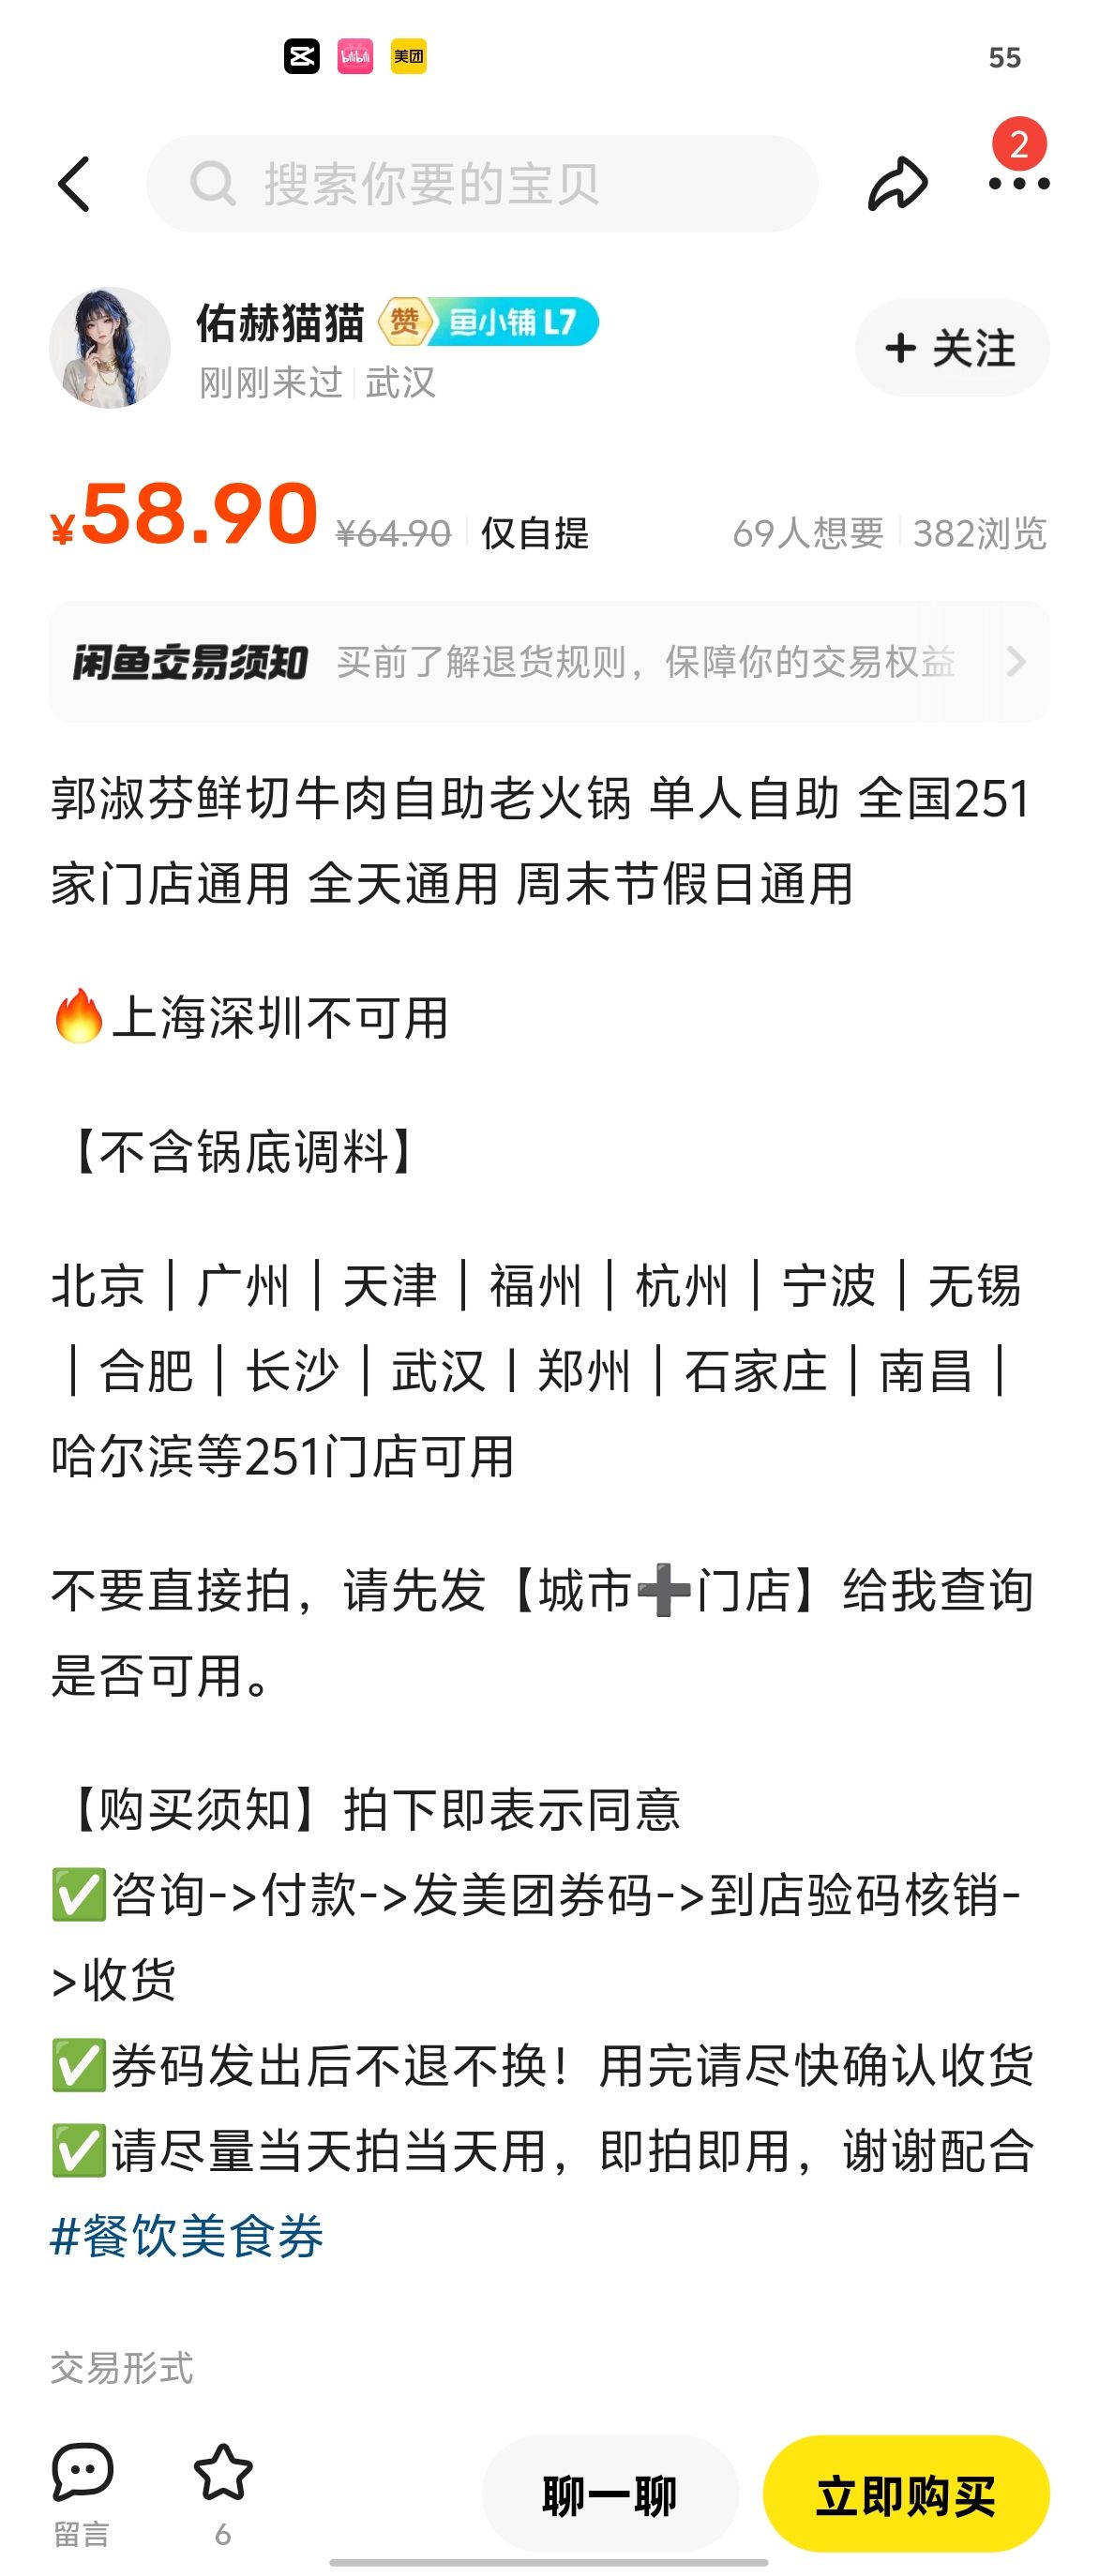 bilibili 美团 55
2
搜索你要的宝贝
佑赫猫猫 赞 鱼小铺 L7
刚刚来过 武汉
+ 关注
¥58.90 ¥64.90 仅自提 69人想要 382浏览
闲鱼交易须知 买前了解退货规则，保障你的交易权益
郭淑芬鲜切牛肉自助老火锅 单人自助 全国251
家门店通用 全天通用 周末节假日通用
🔥上海深圳不可用
【不含锅底调料】
北京｜广州｜天津｜福州｜杭州｜宁波｜无锡
｜合肥｜长沙｜武汉丨郑州｜石家庄｜南昌｜
哈尔滨等251门店可用
不要直接拍，请先发【城市➕门店】给我查询
是否可用。
【购买须知】拍下即表示同意
✅咨询->付款->发美团券码->到店验码核销-
>收货
✅券码发出后不退不换！用完请尽快确认收货
✅请尽量当天拍当天用，即拍即用，谢谢配合
#餐饮美食券
交易形式
留言 6 聊一聊 立即购买